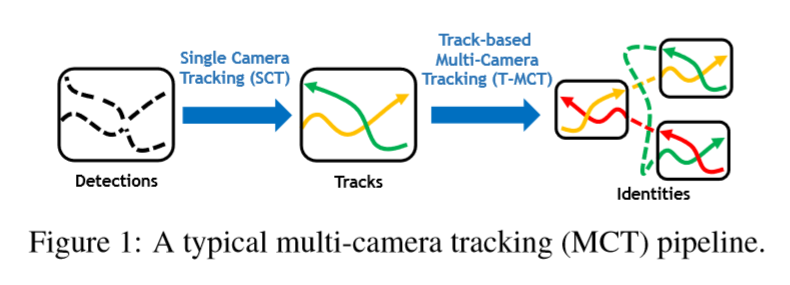 Single Camera
Tracking (SCT)
Track-based
Multi-Camera
Tracking (T-MCT)
Detections
Tracks
Identities
Figure 1: A typical multi-camera tracking (MCT) pipeline.